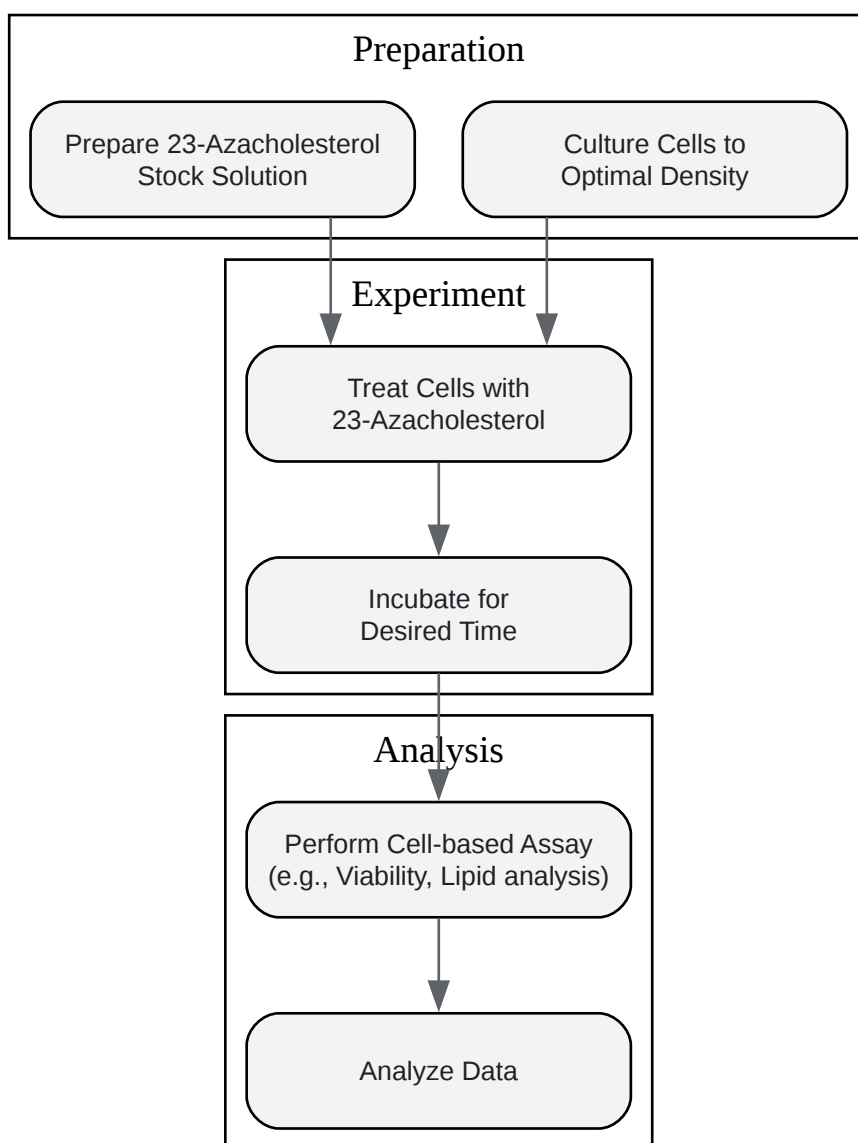 Preparation
Prepare 23-Azacholesterol
Stock Solution
Culture Cells to
Optimal Density
Experiment
Treat Cells with
23-Azacholesterol
Incubate for
Desired Time
Analysis
Perform Cell-based Assay
(e.g., Viability, Lipid analysis)
Analyze Data